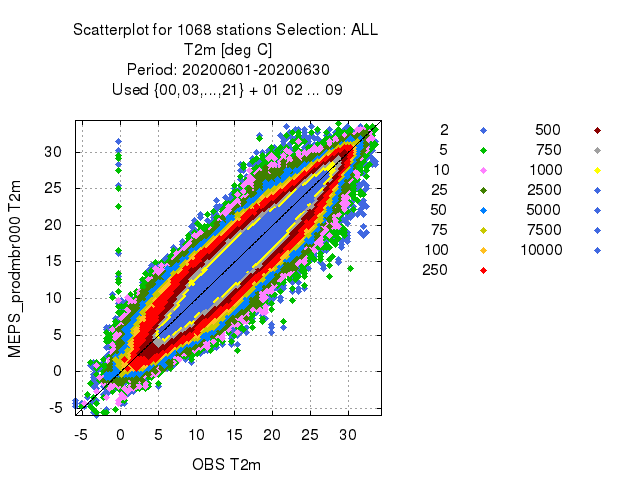 Scatterplot for 1068 stations Selection: ALL
T2m [deg C]
Period: 20200601-20200630
Used {00,03,...,21} + 01 02 ... 09
MEPS_prodmbr000 T2m
30
25
20
15
10
5
0
-5
-5 0 5 10 15 20 25 30
OBS T2m
2 500
5 750
10 1000
25 2500
50 5000
75 7500
100 10000
250